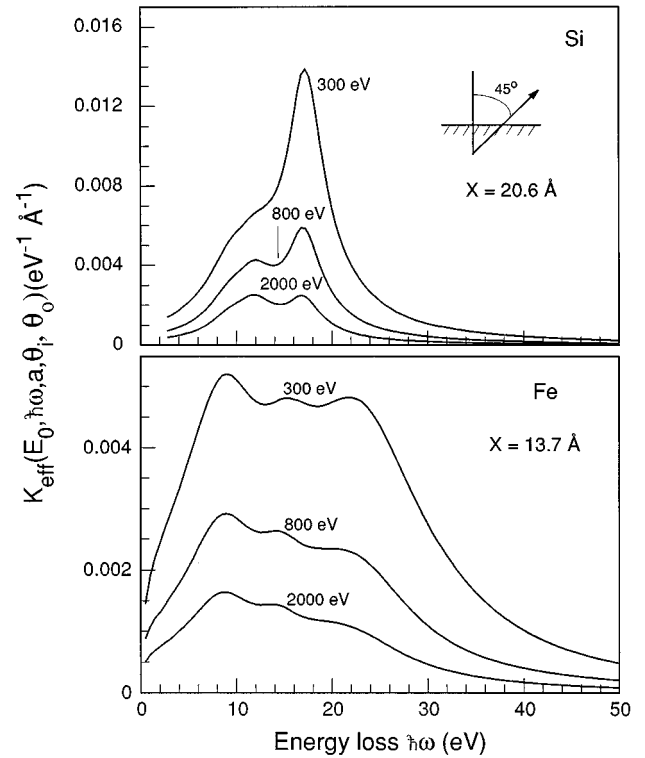 0.016
Si
300 eV
45°
0.012
X = 20.6 Å
0.008
800 eV
0.004
2000 eV
0
K_eff(E_0, ħω,a,θ_i, θ_o)(eV^-1 Å^-1)
300 eV
Fe
0.004
X = 13.7 Å
800 eV
0.002
2000 eV
0
0 10 20 30 40 50
Energy loss ħω (eV)